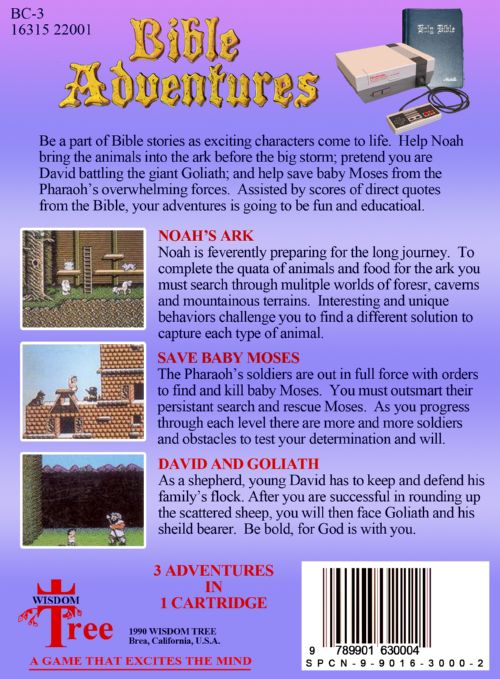 BC-3
16315 22001
Bible
Adventures
Holy Bible
Be a part of Bible stories as exciting characters come to life. Help Noah
bring the animals into the ark before the big storm; pretend you are
David battling the giant Goliath; and help save baby Moses from the
Pharaoh's overwhelming forces. Assisted by scores of direct quotes
from the Bible, your adventures is going to be fun and educatioal.
NOAH'S ARK
Noah is feverently preparing for the long journey. To
complete the quata of animals and food for the ark you
must search through mulitple worlds of foresr, caverns
and mountainous terrains. Interesting and unique
behaviors challenge you to find a different solution to
capture each type of animal.
SAVE BABY MOSES
The Pharaoh's soldiers are out in full force with orders
to find and kill baby Moses. You must outsmart their
persistant search and rescue Moses. As you progress
through each level there are more and more soldiers
and obstacles to test your determination and will.
DAVID AND GOLIATH
As a shepherd, young David has to keep and defend his
family's flock. After you are successful in rounding up
the scattered sheep, you will then face Goliath and his
sheild bearer. Be bold, for God is with you.
3 ADVENTURES
IN
1 CARTRIDGE
WISDOM
Tree
1990 WISDOM TREE
Brea, California, U.S.A.
A GAME THAT EXCITES THE MIND
9 789901 630004
SPCN-9-9016-3000-2